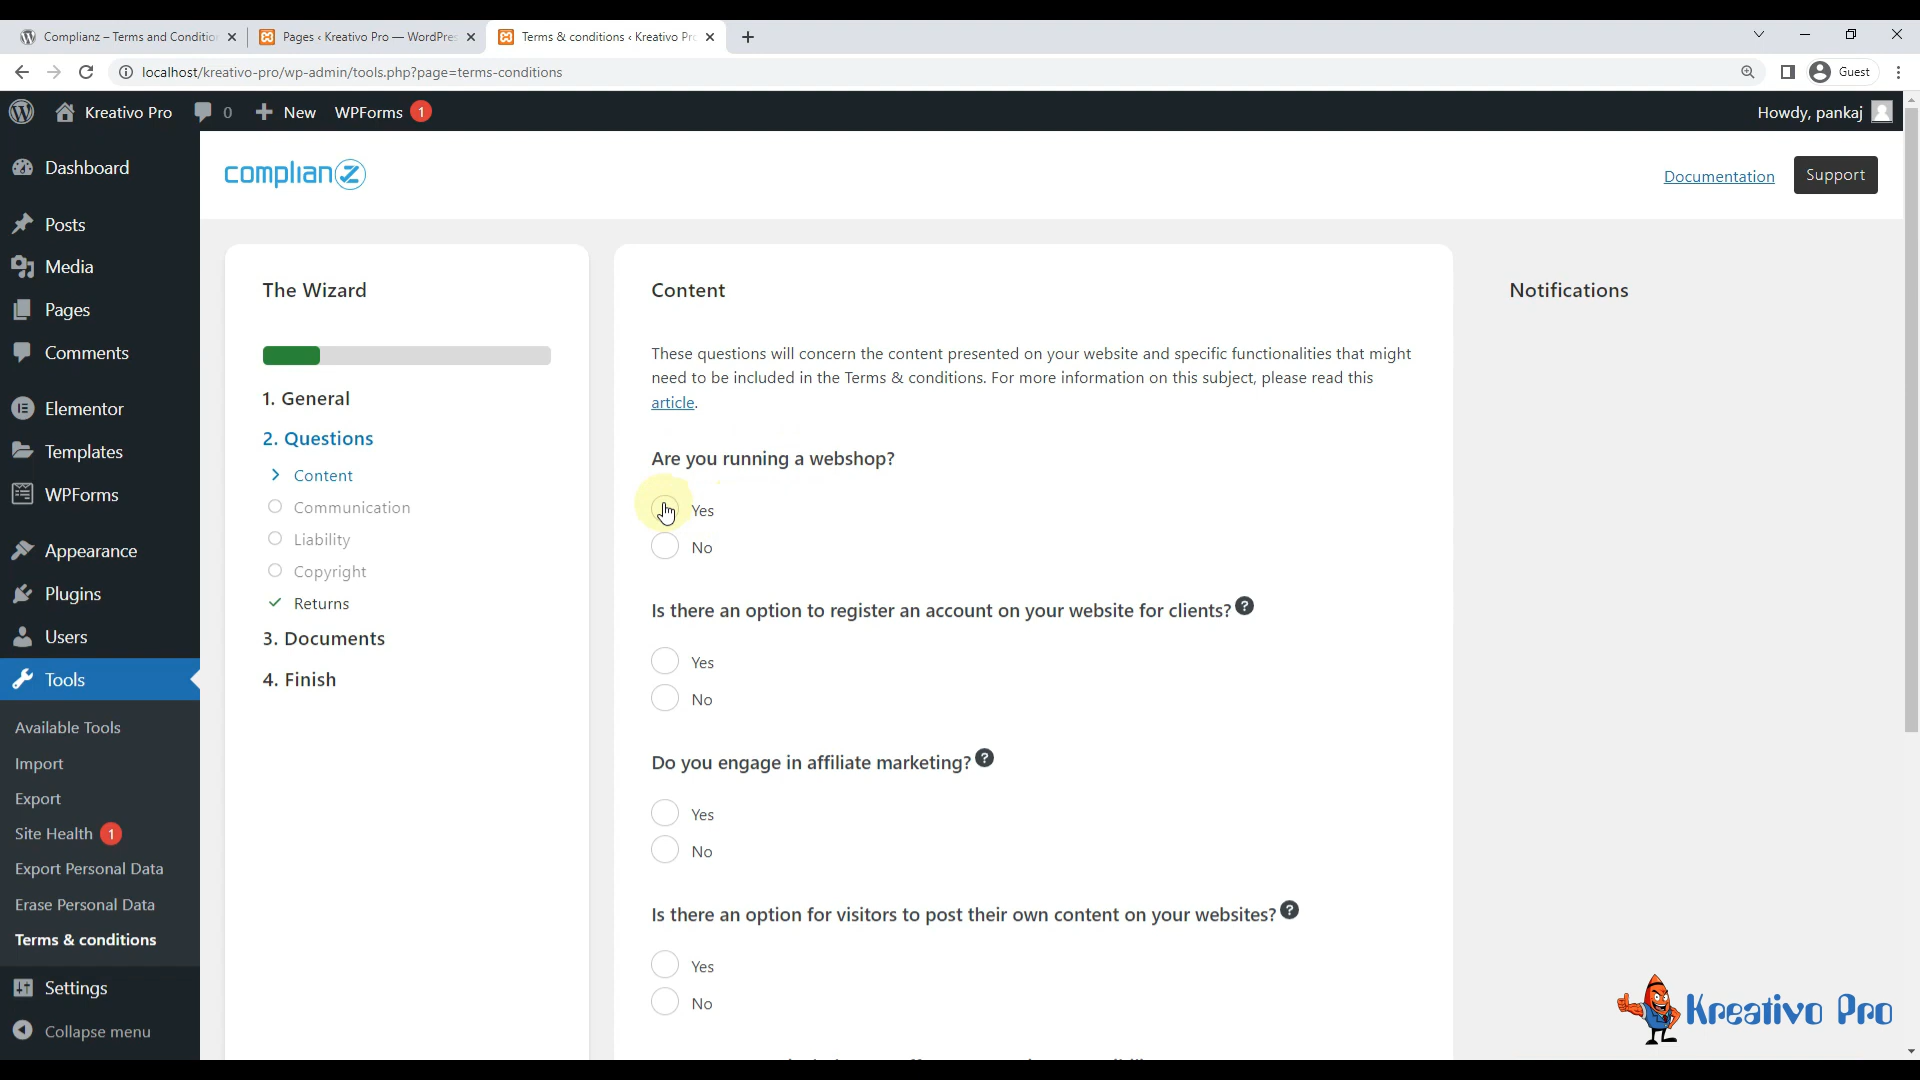 Complianz – Terms and Conditio
Pages ‹ Kreativo Pro — WordPres
Terms & conditions ‹ Kreativo Pr
localhost/kreativo-pro/wp-admin/tools.php?page=terms-conditions
Guest
Kreativo Pro
0
New
WPForms 1
Howdy, pankaj
Dashboard
Posts
Media
Pages
Comments
Elementor
Templates
WPForms
Appearance
Plugins
Users
Tools
Available Tools
Import
Export
Site Health 1
Export Personal Data
Erase Personal Data
Terms & conditions
Settings
Collapse menu
complianz
Documentation
Support
The Wizard
1. General
2. Questions
Content
Communication
Liability
Copyright
Returns
3. Documents
4. Finish
Content
These questions will concern the content presented on your website and specific functionalities that might
need to be included in the Terms & conditions. For more information on this subject, please read this
article.
Are you running a webshop?
Yes
No
Is there an option to register an account on your website for clients?
Yes
No
Do you engage in affiliate marketing?
Yes
No
Is there an option for visitors to post their own content on your websites?
Yes
No
Notifications
Kreativo Pro